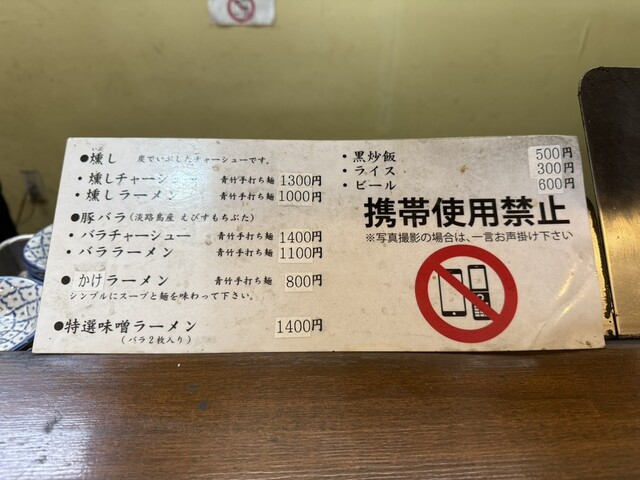 いぶ
●燻し 炭でいぶしたチャーシューです。
・燻しチャーシュー 青竹手打ち麺 1300円
・燻しラーメン 青竹手打ち麺 1000円
●豚バラ(淡路島産 えびすもちぶた)
・バラチャーシュー 青竹手打ち麺 1400円
・バララーメン 青竹手打ち麺 1100円
●かけラーメン 青竹手打ち麺 800円
シンプルにスープと麺を味わって下さい。
●特選味噌ラーメン 1400円
(バラ2枚入り)
・黒炒飯 500円
・ライス 300円
・ビール 600円
携帯使用禁止
※写真撮影の場合は、一言お声掛け下さい